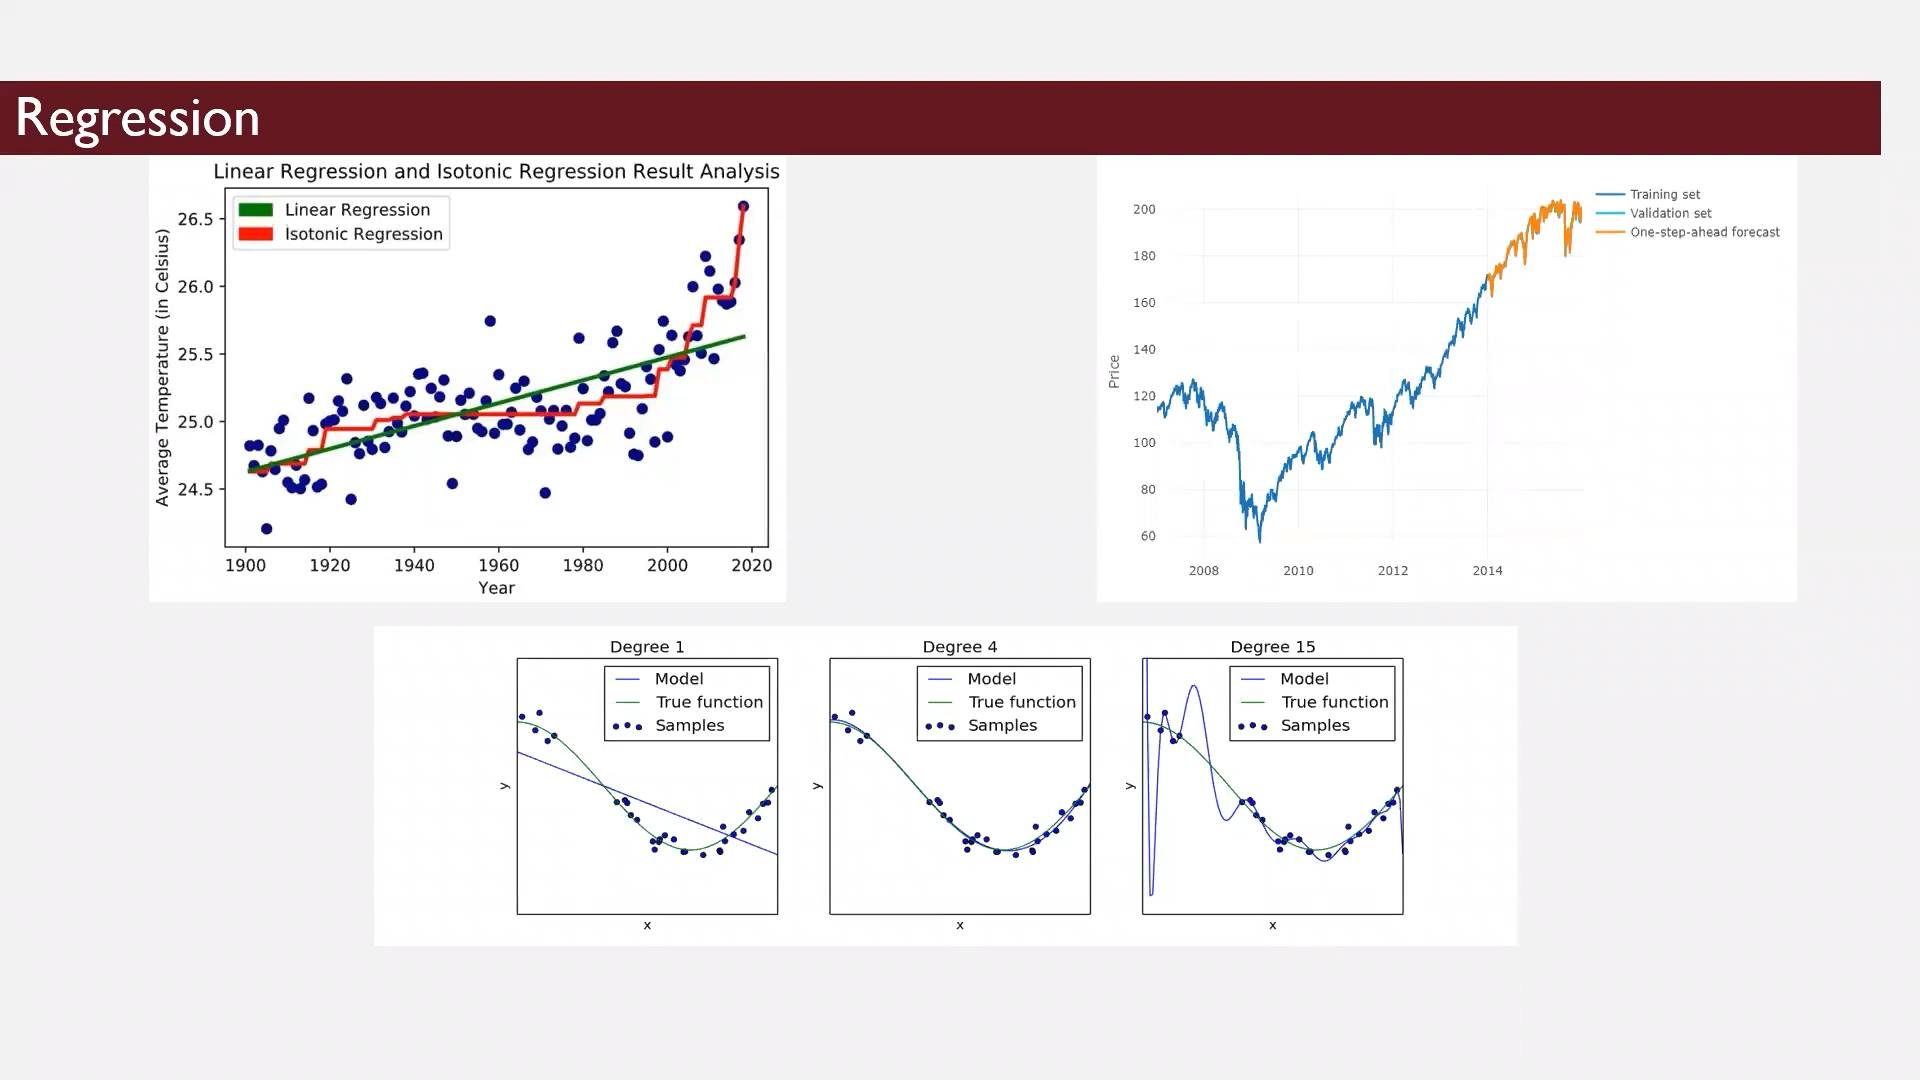 Regression
Linear Regression and Isotonic Regression Result Analysis
Linear Regression
Isotonic Regression
Average Temperature (in Celsius)
26.5
26.0
25.5
25.0
24.5
1900 1920 1940 1960 1980 2000 2020
Year
Training set
Validation set
One-step-ahead forecast
Price
200
180
160
140
120
100
80
60
2008 2010 2012 2014
Degree 1
Model
True function
Samples
y
x
Degree 4
Model
True function
Samples
y
x
Degree 15
Model
True function
Samples
y
x